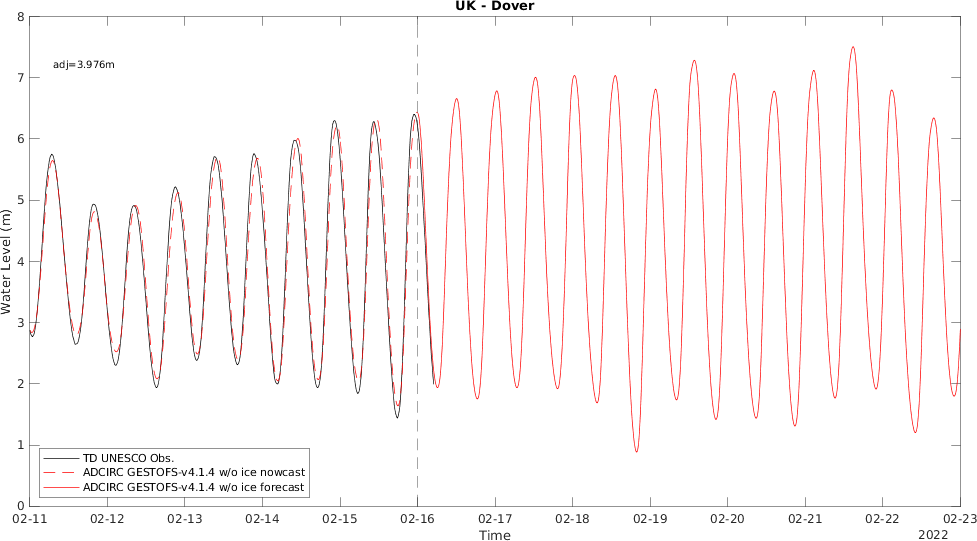 UK - Dover
8
adj=3.976m
7
6
5
4
3
2
1
0
Water Level (m)
TD UNESCO Obs.
ADCIRC GESTOFS-v4.1.4 w/o ice nowcast
ADCIRC GESTOFS-v4.1.4 w/o ice forecast
02-11 02-12 02-13 02-14 02-15 02-16 02-17 02-18 02-19 02-20 02-21 02-22 02-23
Time
2022